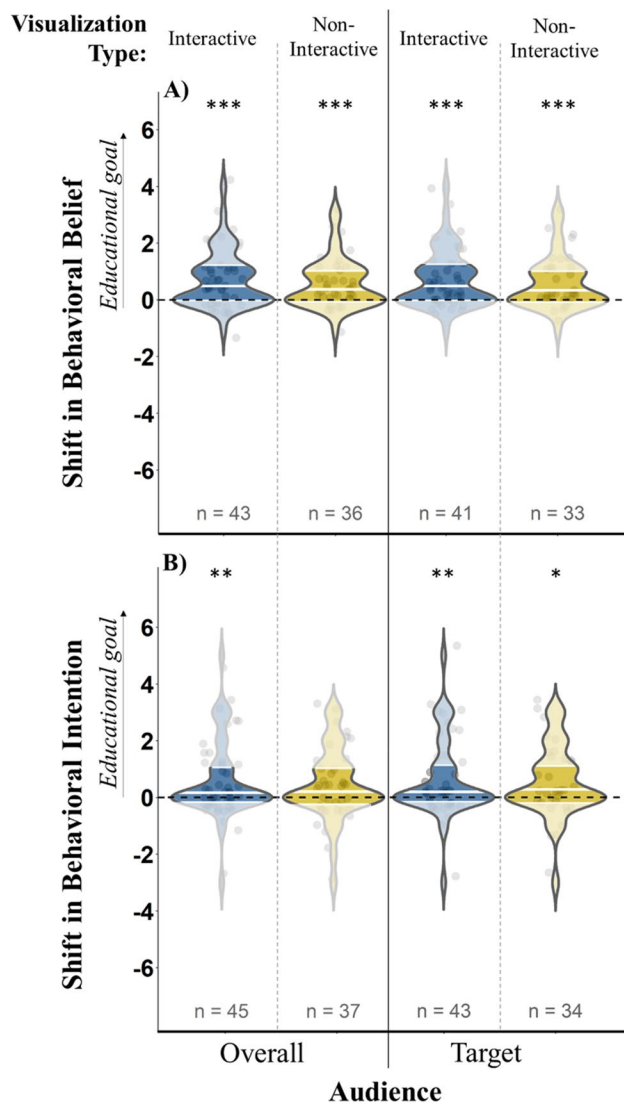 Visualization Type:
Interactive
Non-Interactive
Interactive
Non-Interactive
A)
***
***
***
***
Shift in Behavioral Belief
Educational goal
6
4
2
0
-2
-4
-6
n = 43
n = 36
n = 41
n = 33
B)
**
**
*
Shift in Behavioral Intention
Educational goal
6
4
2
0
-2
-4
-6
n = 45
n = 37
n = 43
n = 34
Overall
Target
Audience